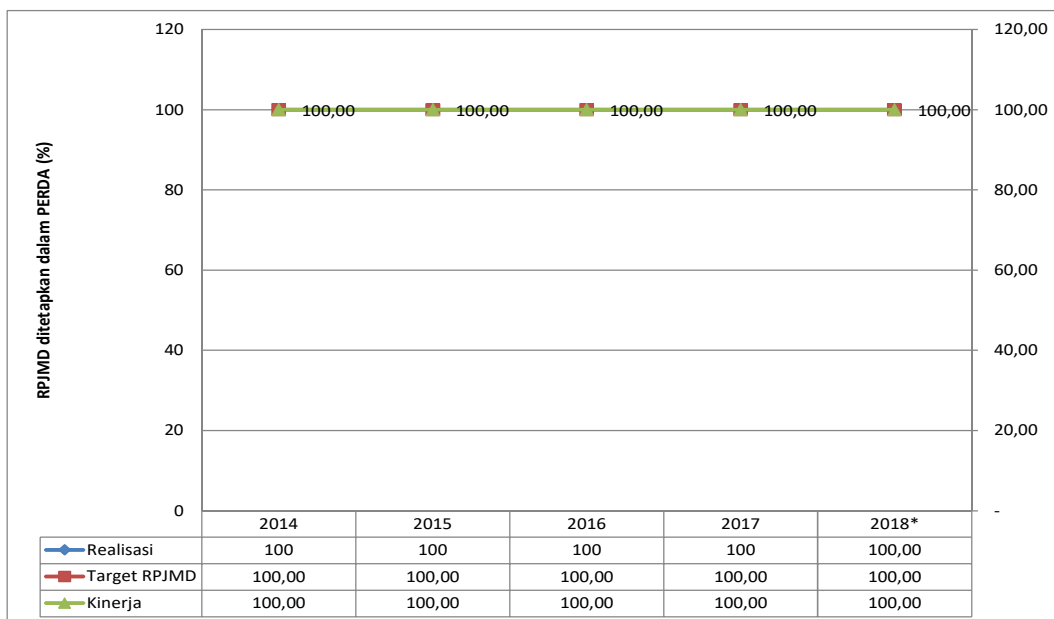 RPJMD ditetapkan dalam PERDA (%)
120 120,00
100 100,00 100,00 100,00 100,00 100,00 100,00
80 80,00
60 60,00
40 40,00
20 20,00
0 -
2014 2015 2016 2017 2018*
Realisasi 100 100 100 100 100,00
Target RPJMD 100,00 100,00 100,00 100,00 100,00
Kinerja 100,00 100,00 100,00 100,00 100,00